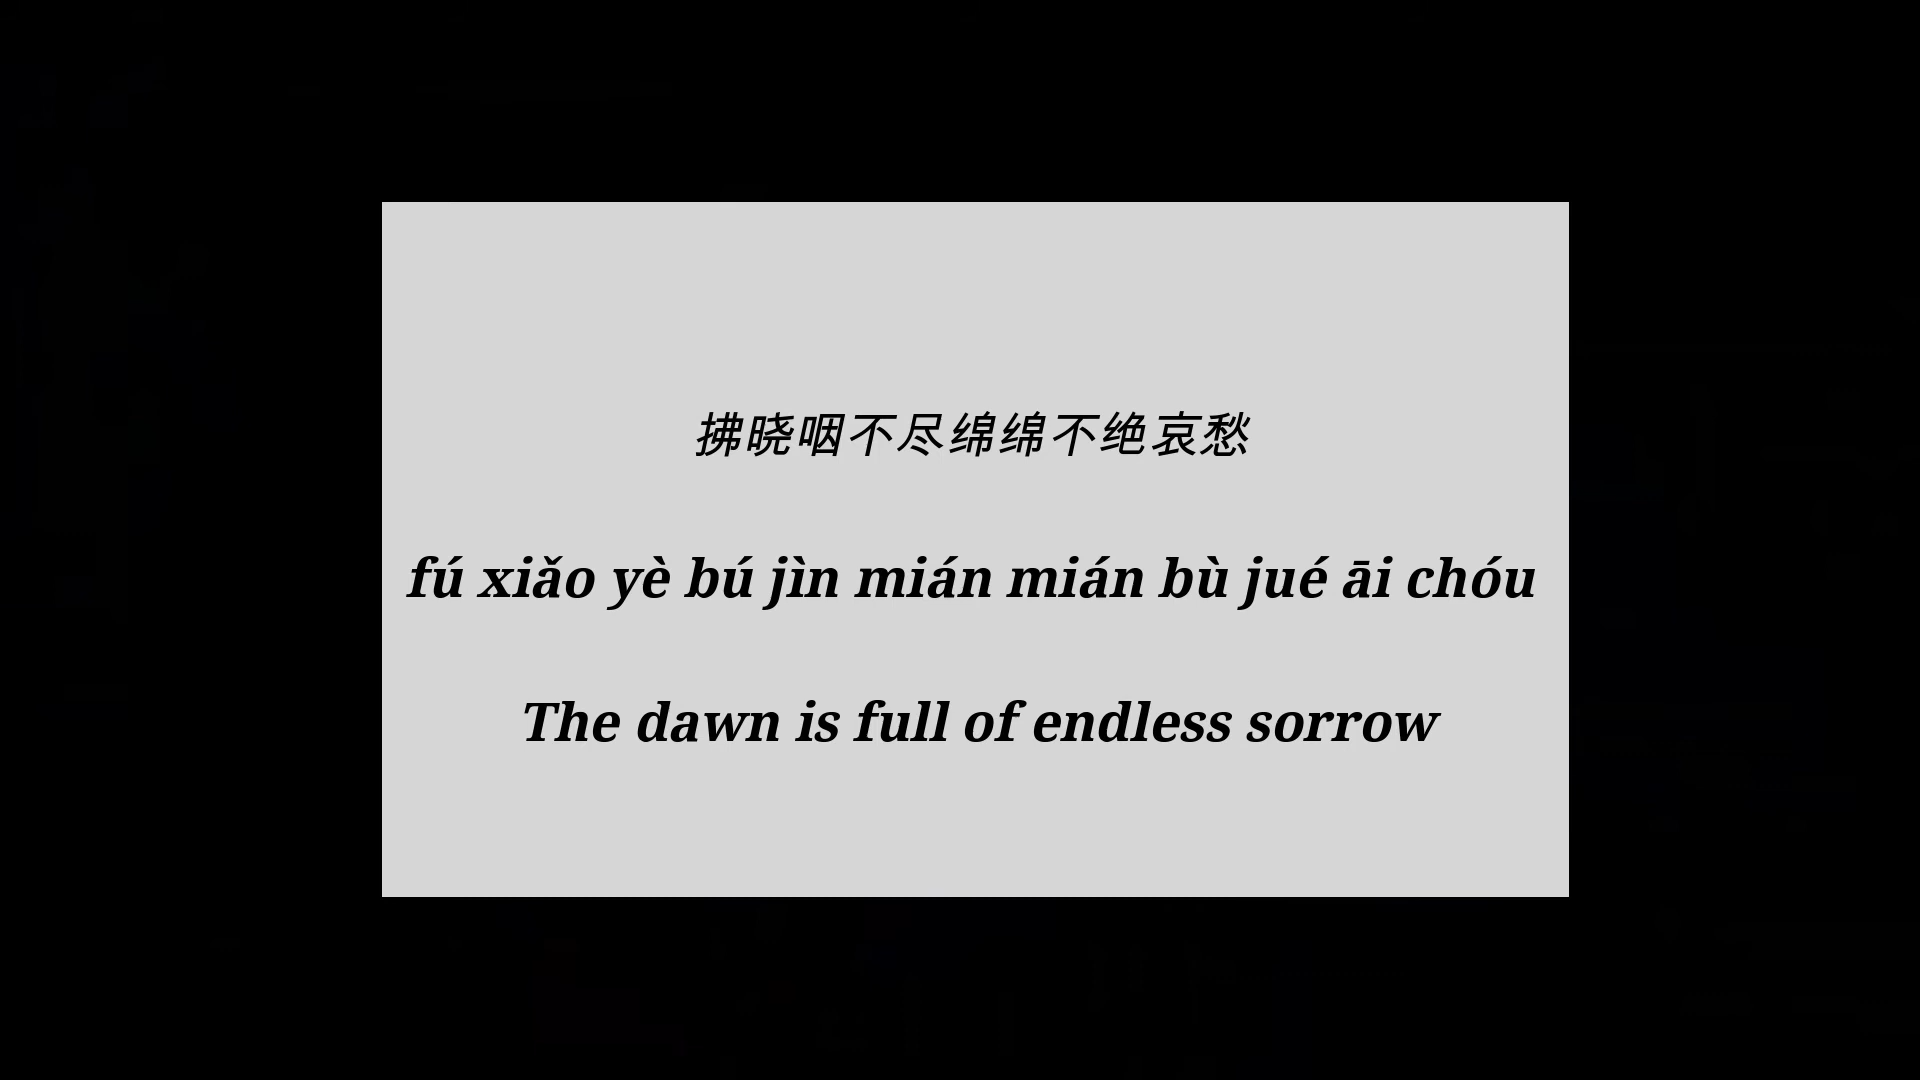 拂晓咽不尽绵绵不绝哀愁
fú xiǎo yè bú jìn mián mián bù jué āi chóu
The dawn is full of endless sorrow